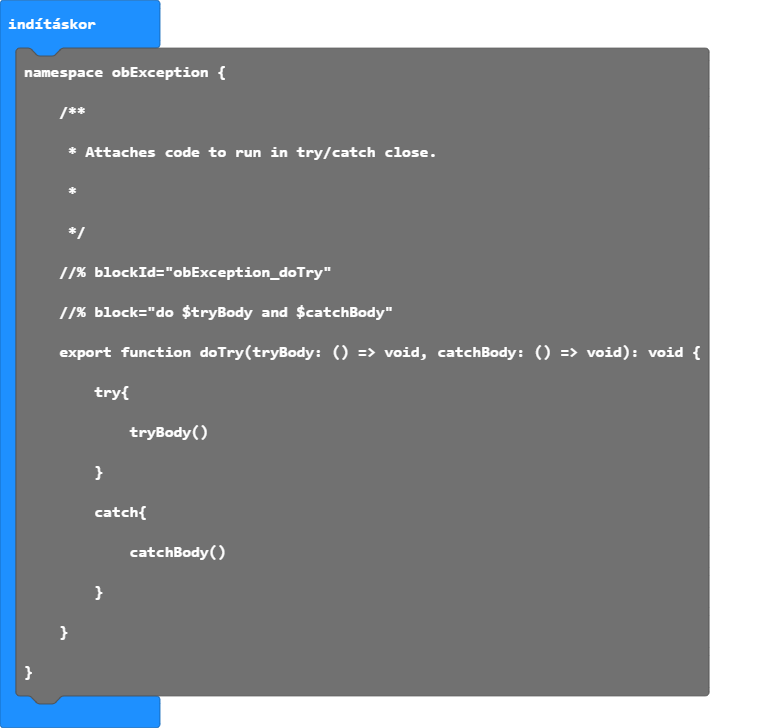 indításkor
namespace obException {
/**
* Attaches code to run in try/catch close.
*
*/
//% blockId="obException_doTry"
//% block="do $tryBody and $catchBody"
export function doTry(tryBody: () => void, catchBody: () => void): void {
try{
tryBody()
}
catch{
catchBody()
}
}
}